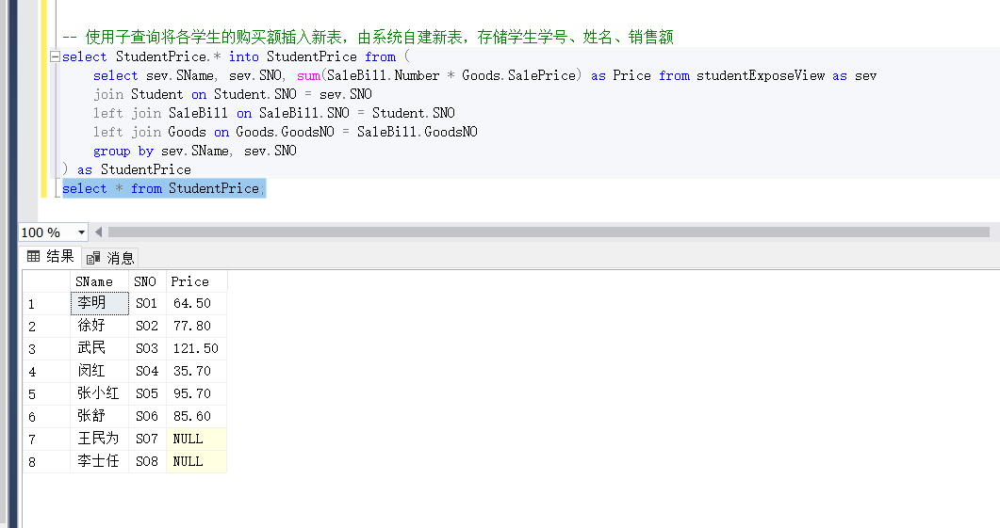 -- 使用子查询将各学生的购买额插入新表，由系统自建新表，存储学生学号、姓名、销售额
select StudentPrice.* into StudentPrice from (
select sev.SName, sev.SNO, sum(SaleBill.Number * Goods.SalePrice) as Price from studentExposeView as sev
join Student on Student.SNO = sev.SNO
left join SaleBill on SaleBill.SNO = Student.SNO
left join Goods on Goods.GoodsNO = SaleBill.GoodsNO
group by sev.SName, sev.SNO
) as StudentPrice
select * from StudentPrice;
100 %
结果 消息
SName SNO Price
1 李明 S01 64.50
2 徐好 S02 77.80
3 武民 S03 121.50
4 闵红 S04 35.70
5 张小红 S05 95.70
6 张舒 S06 85.60
7 王民为 S07 NULL
8 李士任 S08 NULL